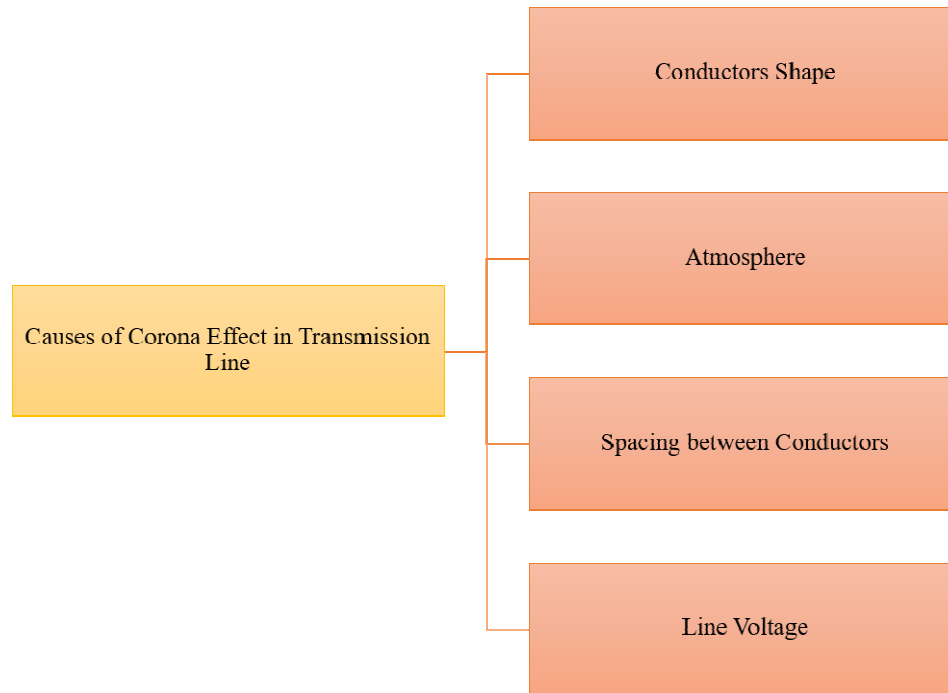 Conductors Shape
Atmosphere
Causes of Corona Effect in Transmission
Line
Spacing between Conductors
Line Voltage